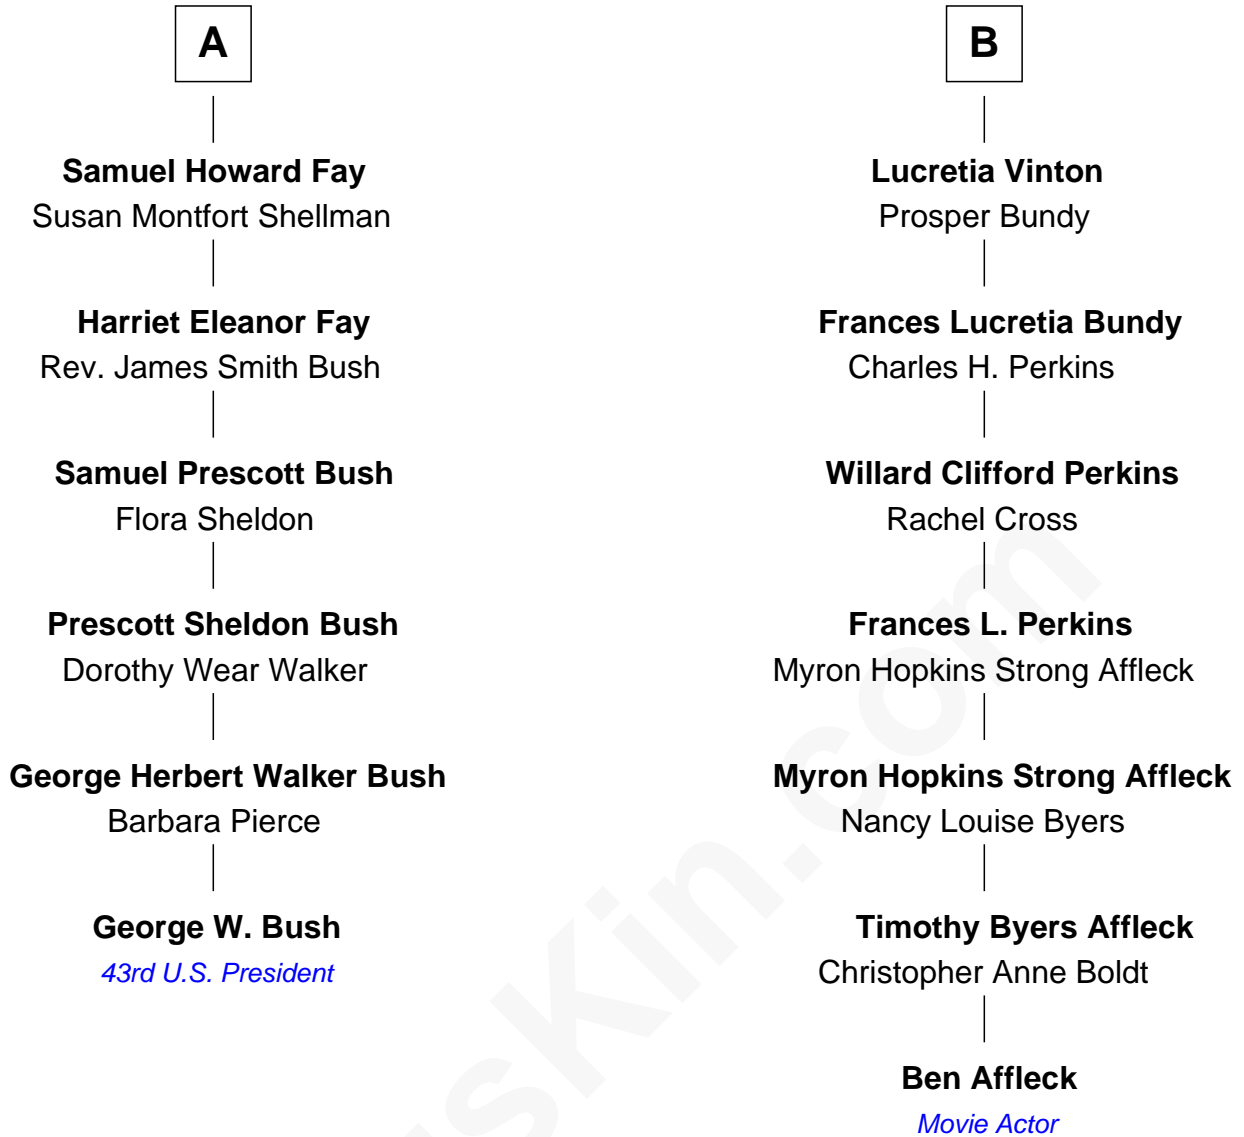 A
Samuel Howard Fay
Susan Montfort Shellman
Harriet Eleanor Fay
Rev. James Smith Bush
Samuel Prescott Bush
Flora Sheldon
Prescott Sheldon Bush
Dorothy Wear Walker
George Herbert Walker Bush
Barbara Pierce
George W. Bush
43rd U.S. President
B
Lucretia Vinton
Prosper Bundy
Frances Lucretia Bundy
Charles H. Perkins
Willard Clifford Perkins
Rachel Cross
Frances L. Perkins
Myron Hopkins Strong Affleck
Myron Hopkins Strong Affleck
Nancy Louise Byers
Timothy Byers Affleck
Christopher Anne Boldt
Ben Affleck
Movie Actor